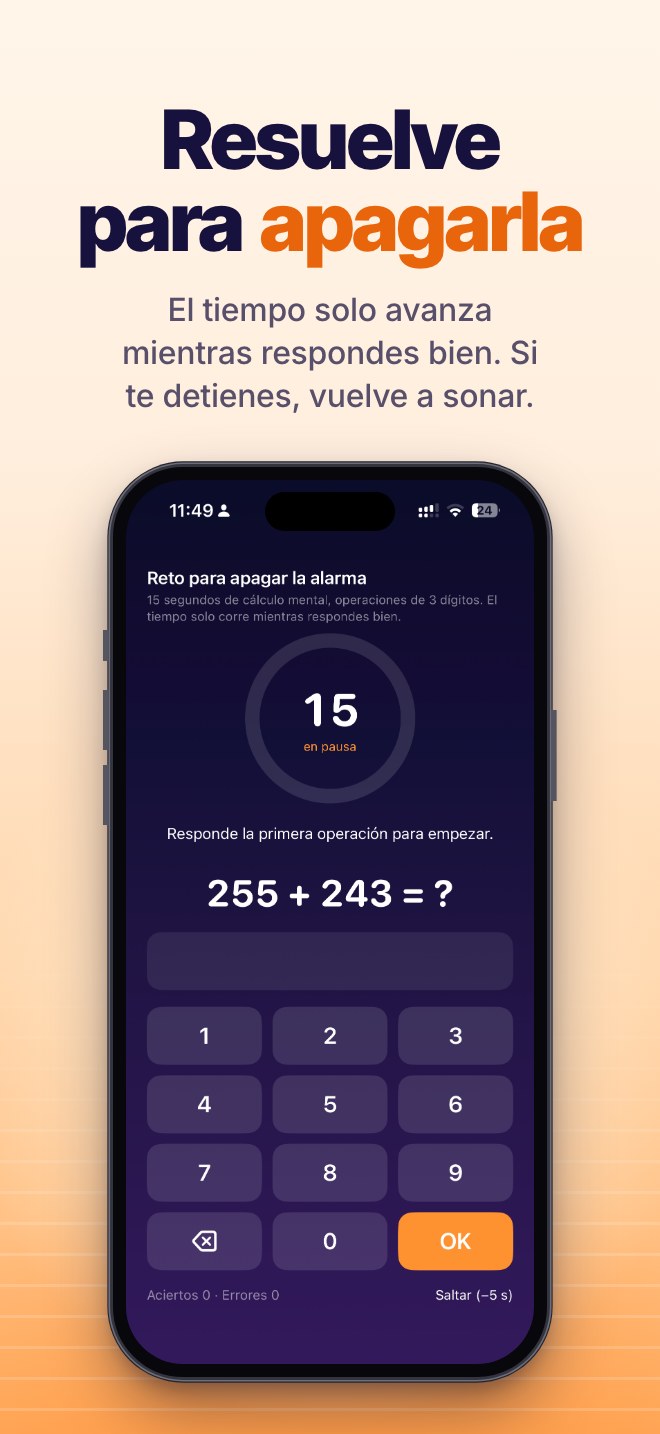 Resuelve
para apagarla
El tiempo solo avanza
mientras respondes bien. Si
te detienes, vuelve a sonar.
11:49
24
Reto para apagar la alarma
15 segundos de cálculo mental, operaciones de 3 dígitos. El
tiempo solo corre mientras respondes bien.
15
en pausa
Responde la primera operación para empezar.
255 + 243 = ?
1 2 3
4 5 6
7 8 9
0 OK
Aciertos 0 · Errores 0 Saltar (−5 s)